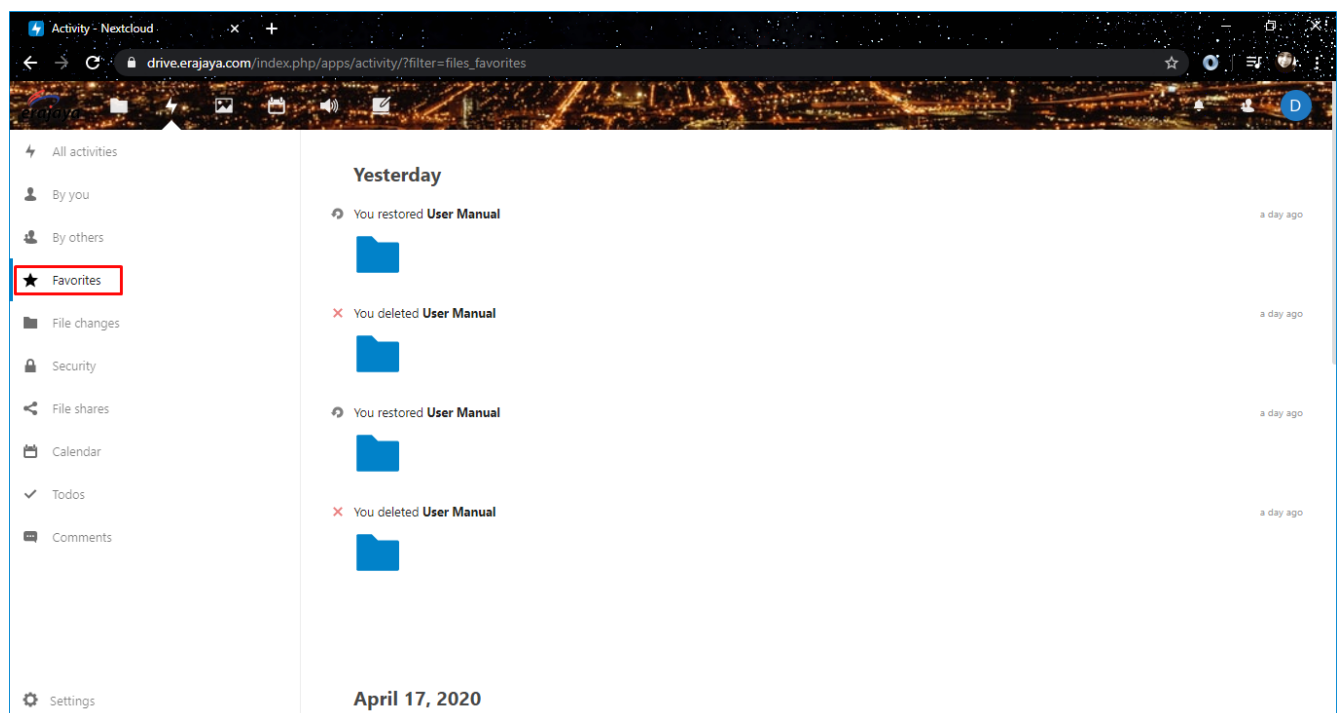 Activity - Nextcloud
drive.erajaya.com/index.php/apps/activity/?filter=files_favorites
erajaya
D
All activities
By you
By others
Favorites
File changes
Security
File shares
Calendar
Todos
Comments
Settings
Yesterday
You restored User Manual a day ago
You deleted User Manual a day ago
You restored User Manual a day ago
You deleted User Manual a day ago
April 17, 2020